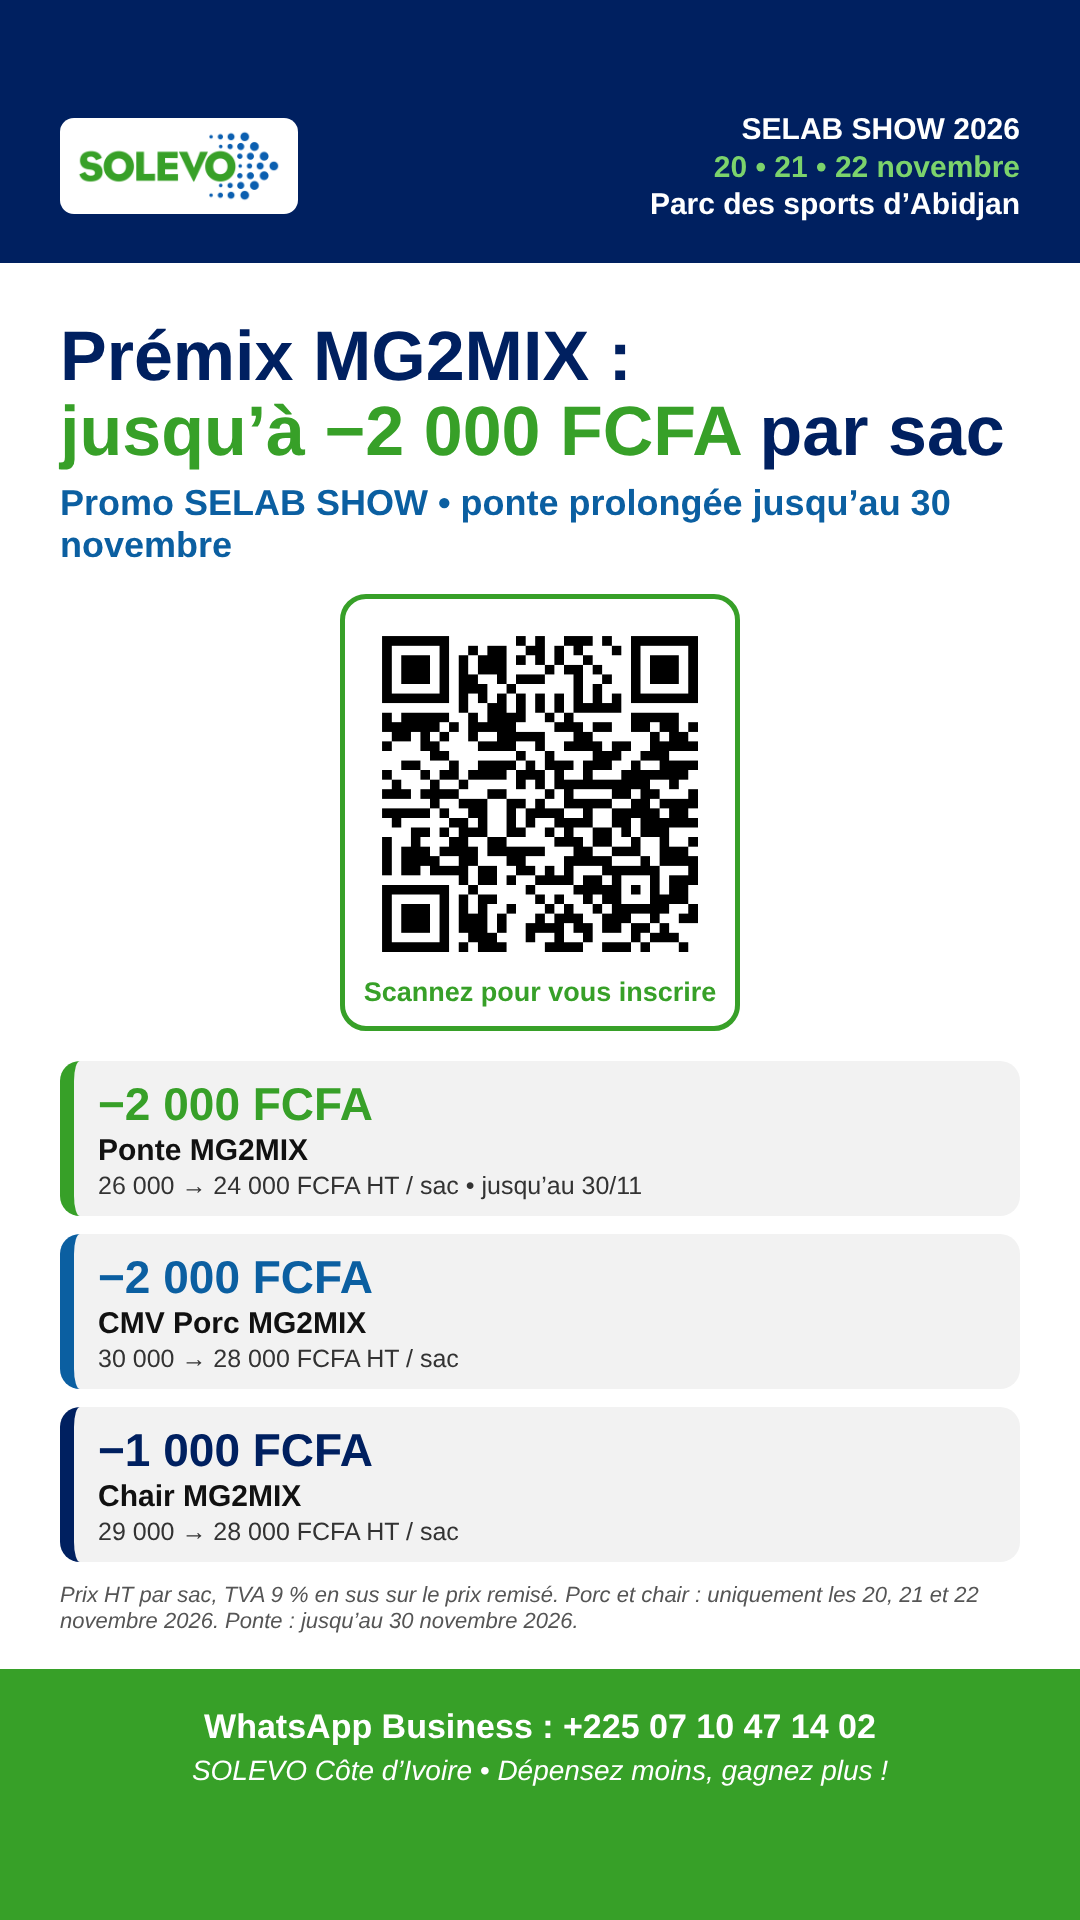 SOLEVO
SELAB SHOW 2026
20 • 21 • 22 novembre
Parc des sports d’Abidjan
Prémix MG2MIX :
jusqu’à −2 000 FCFA par sac
Promo SELAB SHOW • ponte prolongée jusqu’au 30
novembre
Scannez pour vous inscrire
−2 000 FCFA
Ponte MG2MIX
26 000 → 24 000 FCFA HT / sac • jusqu’au 30/11
−2 000 FCFA
CMV Porc MG2MIX
30 000 → 28 000 FCFA HT / sac
−1 000 FCFA
Chair MG2MIX
29 000 → 28 000 FCFA HT / sac
Prix HT par sac, TVA 9 % en sus sur le prix remisé. Porc et chair : uniquement les 20, 21 et 22
novembre 2026. Ponte : jusqu’au 30 novembre 2026.
WhatsApp Business : +225 07 10 47 14 02
SOLEVO Côte d’Ivoire • Dépensez moins, gagnez plus !